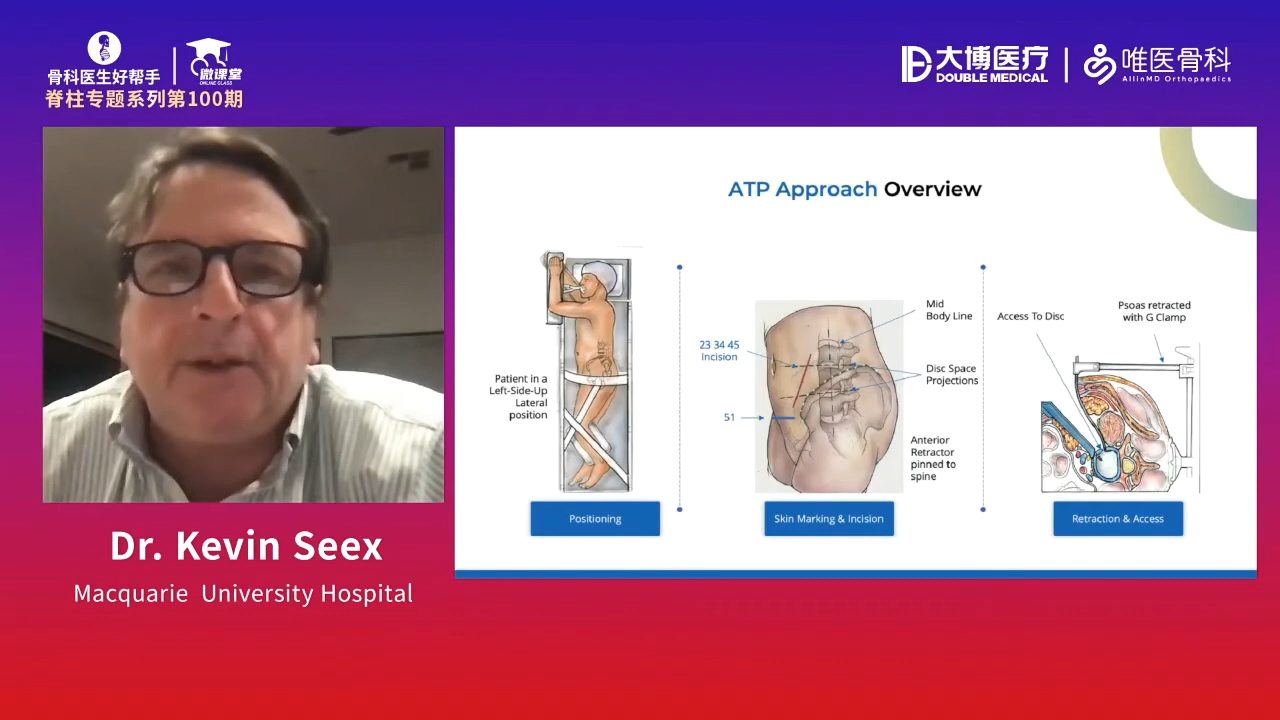 骨科医生好帮手
微课堂
ONLINE CLASS
脊柱专题系列第100期
大博医疗
DOUBLE MEDICAL
唯医骨科
AllinMD Orthopaedics
ATP Approach Overview
Patient in a
Left-Side-Up
Lateral
position
Positioning
23 34 45
Incision
51
Mid
Body Line
Disc Space
Projections
Anterior
Retractor
pinned to
spine
Skin Marking & Incision
Access To Disc
Psoas retracted
with G Clamp
Retraction & Access
Dr. Kevin Seex
Macquarie University Hospital